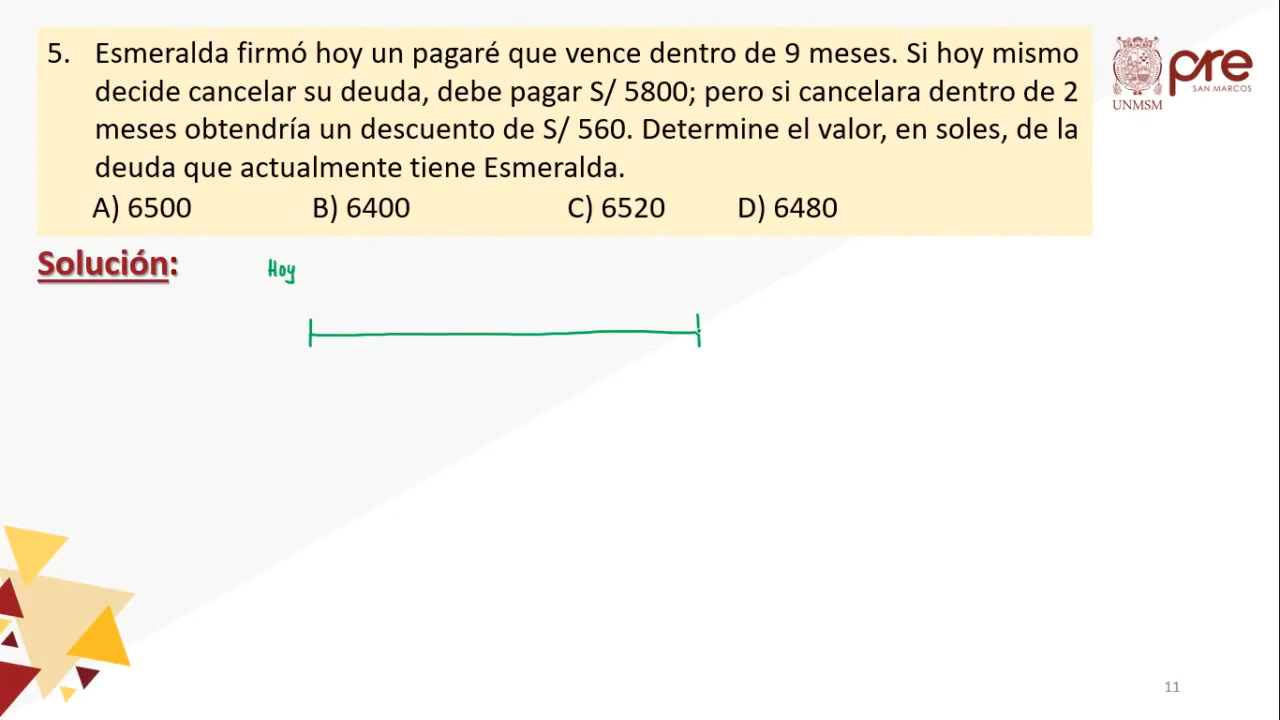 5. Esmeralda firmó hoy un pagaré que vence dentro de 9 meses. Si hoy mismo
decide cancelar su deuda, debe pagar S/ 5800; pero si cancelara dentro de 2
meses obtendría un descuento de S/ 560. Determine el valor, en soles, de la
deuda que actualmente tiene Esmeralda.
A) 6500 B) 6400 C) 6520 D) 6480
pre
SAN MARCOS
UNMSM
Solución:
Hoy
11